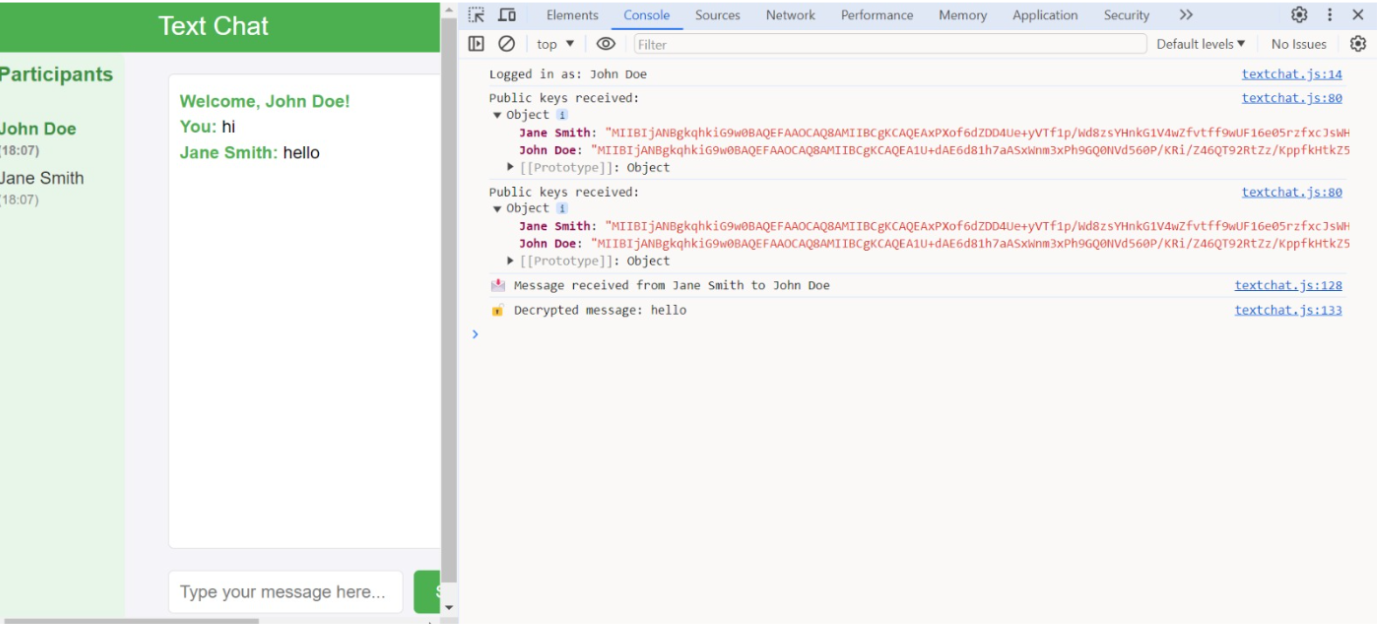 Text Chat
Participants
John Doe
(18:07)
Jane Smith
(18:07)
Welcome, John Doe!
You: hi
Jane Smith: hello
Type your message here...
Elements Console Sources Network Performance Memory Application Security
top Filter Default levels No Issues
Logged in as: John Doe textchat.js:14
Public keys received: textchat.js:80
Object i
Jane Smith: "MIIBIjANBgkqhkiG9w0BAQEFAAOCAQ8AMIIBCgKCAQEAxPXof6dZDD4Ue+yVTf1p/Wd8zsYHnkG1V4wZfvtff9wUF16e05rzfxcJsWH
John Doe: "MIIBIjANBgkqhkiG9w0BAQEFAAOCAQ8AMIIBCgKCAQEA1U+dAE6d81h7aASxWnm3xPh9GQ0NVd560P/KRi/Z46QT92RtZz/KppfkHtkZ5
[[Prototype]]: Object
Public keys received: textchat.js:80
Object i
Jane Smith: "MIIBIjANBgkqhkiG9w0BAQEFAAOCAQ8AMIIBCgKCAQEAxPXof6dZDD4Ue+yVTf1p/Wd8zsYHnkG1V4wZfvtff9wUF16e05rzfxcJsWH
John Doe: "MIIBIjANBgkqhkiG9w0BAQEFAAOCAQ8AMIIBCgKCAQEA1U+dAE6d81h7aASxWnm3xPh9GQ0NVd560P/KRi/Z46QT92RtZz/KppfkHtkZ5
[[Prototype]]: Object
Message received from Jane Smith to John Doe textchat.js:128
Decrypted message: hello textchat.js:133